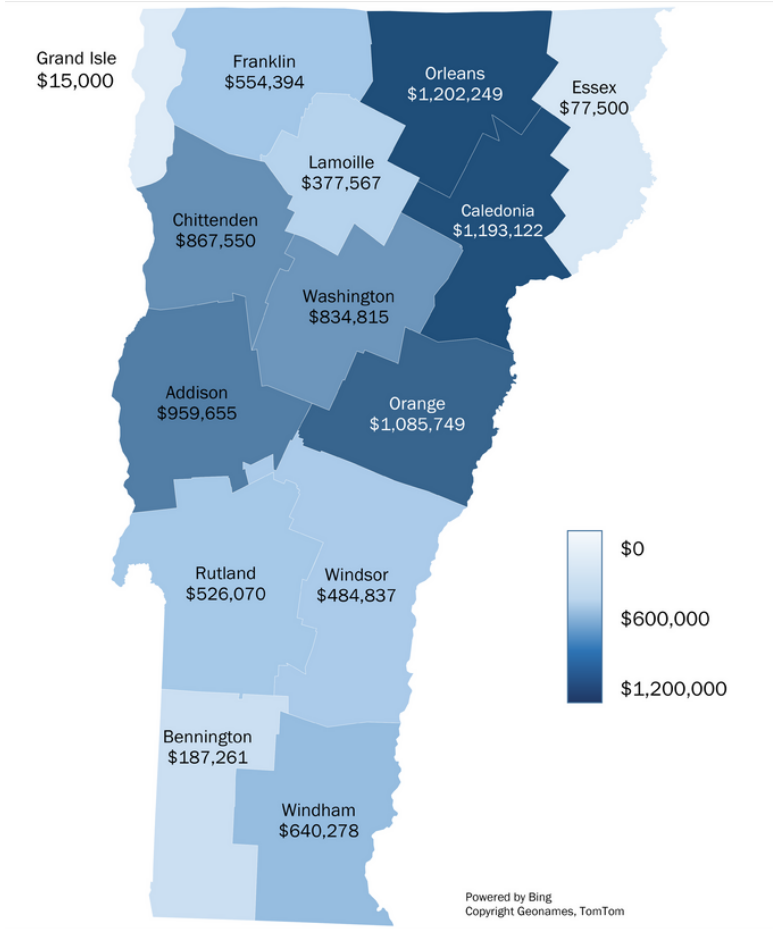 Grand Isle
$15,000
Franklin
$554,394
Orleans
$1,202,249
Essex
$77,500
Lamoille
$377,567
Chittenden
$867,550
Caledonia
$1,193,122
Washington
$834,815
Addison
$959,655
Orange
$1,085,749
Rutland
$526,070
Windsor
$484,837
$0
$600,000
$1,200,000
Bennington
$187,261
Windham
$640,278
Powered by Bing
Copyright Geonames, TomTom